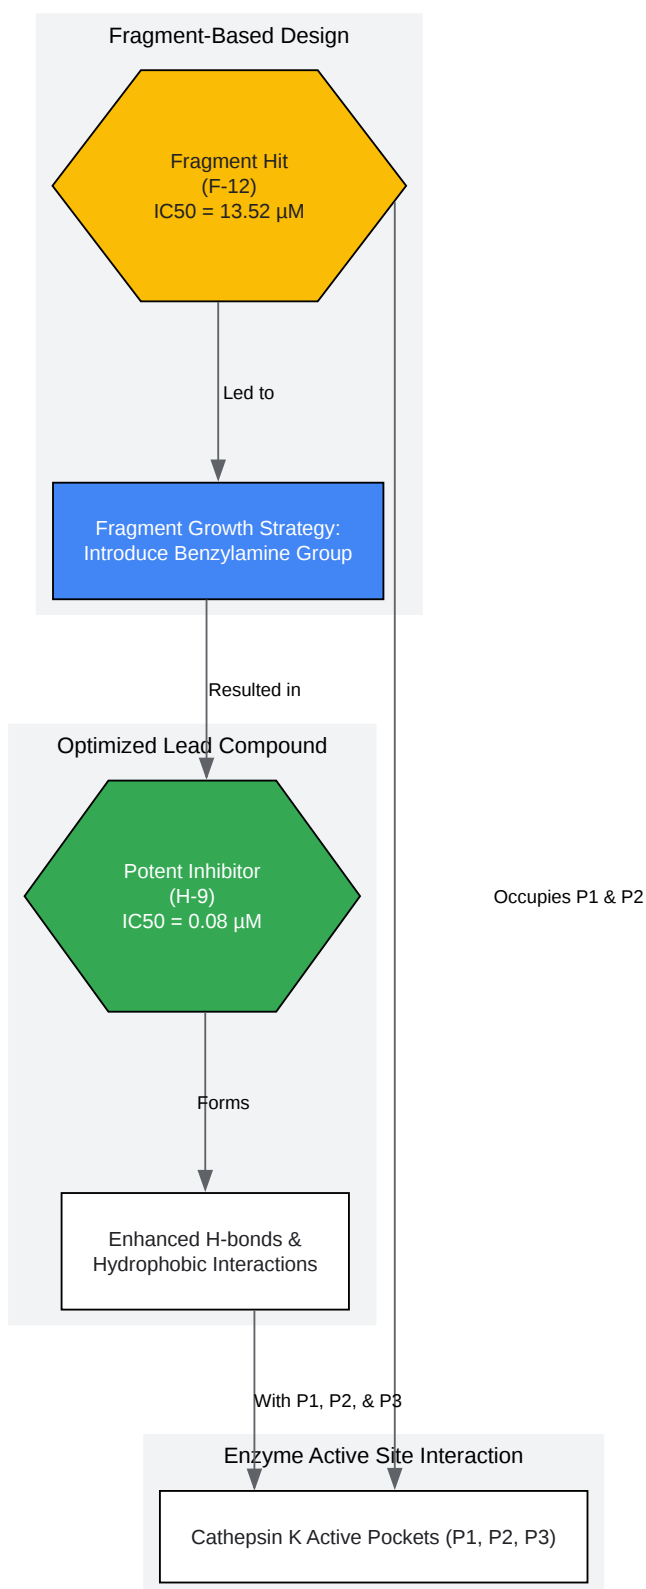 Fragment-Based Design
Fragment Hit
(F-12)
IC50 = 13.52 µM
Led to
Fragment Growth Strategy:
Introduce Benzylamine Group
Resulted in
Optimized Lead Compound
Potent Inhibitor
(H-9)
IC50 = 0.08 µM
Occupies P1 & P2
Forms
Enhanced H-bonds &
Hydrophobic Interactions
With P1, P2, & P3
Enzyme Active Site Interaction
Cathepsin K Active Pockets (P1, P2, P3)